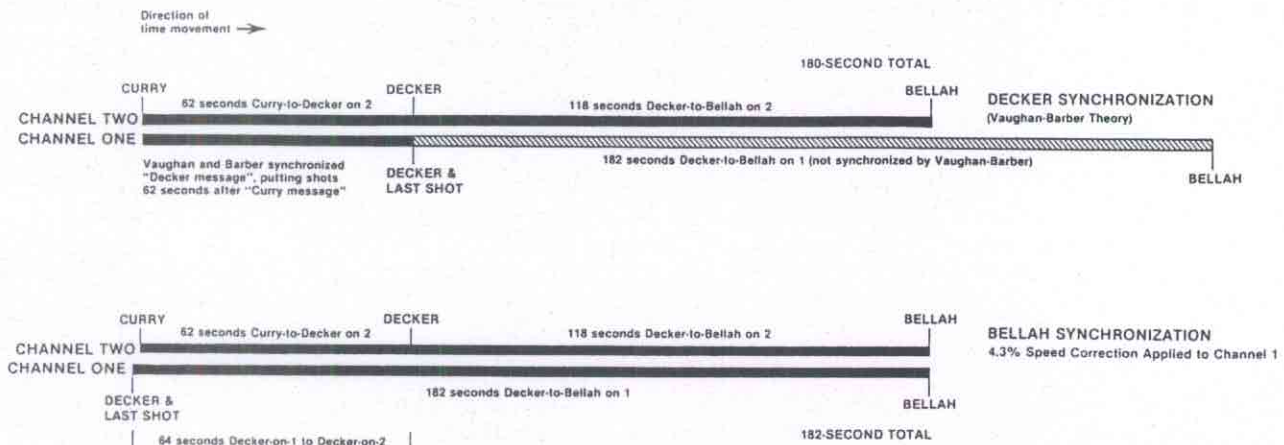 Direction of
time movement
180-SECOND TOTAL
CURRY
DECKER
BELLAH
62 seconds Curry-to-Decker on 2
118 seconds Decker-to-Bellah on 2
DECKER SYNCHRONIZATION
(Vaughan-Barber Theory)
CHANNEL TWO
CHANNEL ONE
Vaughan and Barber synchronized
"Decker message", putting shots
62 seconds after "Curry message"
DECKER &
LAST SHOT
182 seconds Decker-to-Bellah on 1 (not synchronized by Vaughan-Barber)
BELLAH
CURRY
DECKER
BELLAH
62 seconds Curry-to-Decker on 2
118 seconds Decker-to-Bellah on 2
BELLAH SYNCHRONIZATION
4.3% Speed Correction Applied to Channel 1
CHANNEL TWO
CHANNEL ONE
182 seconds Decker-to-Bellah on 1
DECKER &
LAST SHOT
BELLAH
64 seconds Decker-on-1 to Decker-on-2
182-SECOND TOTAL